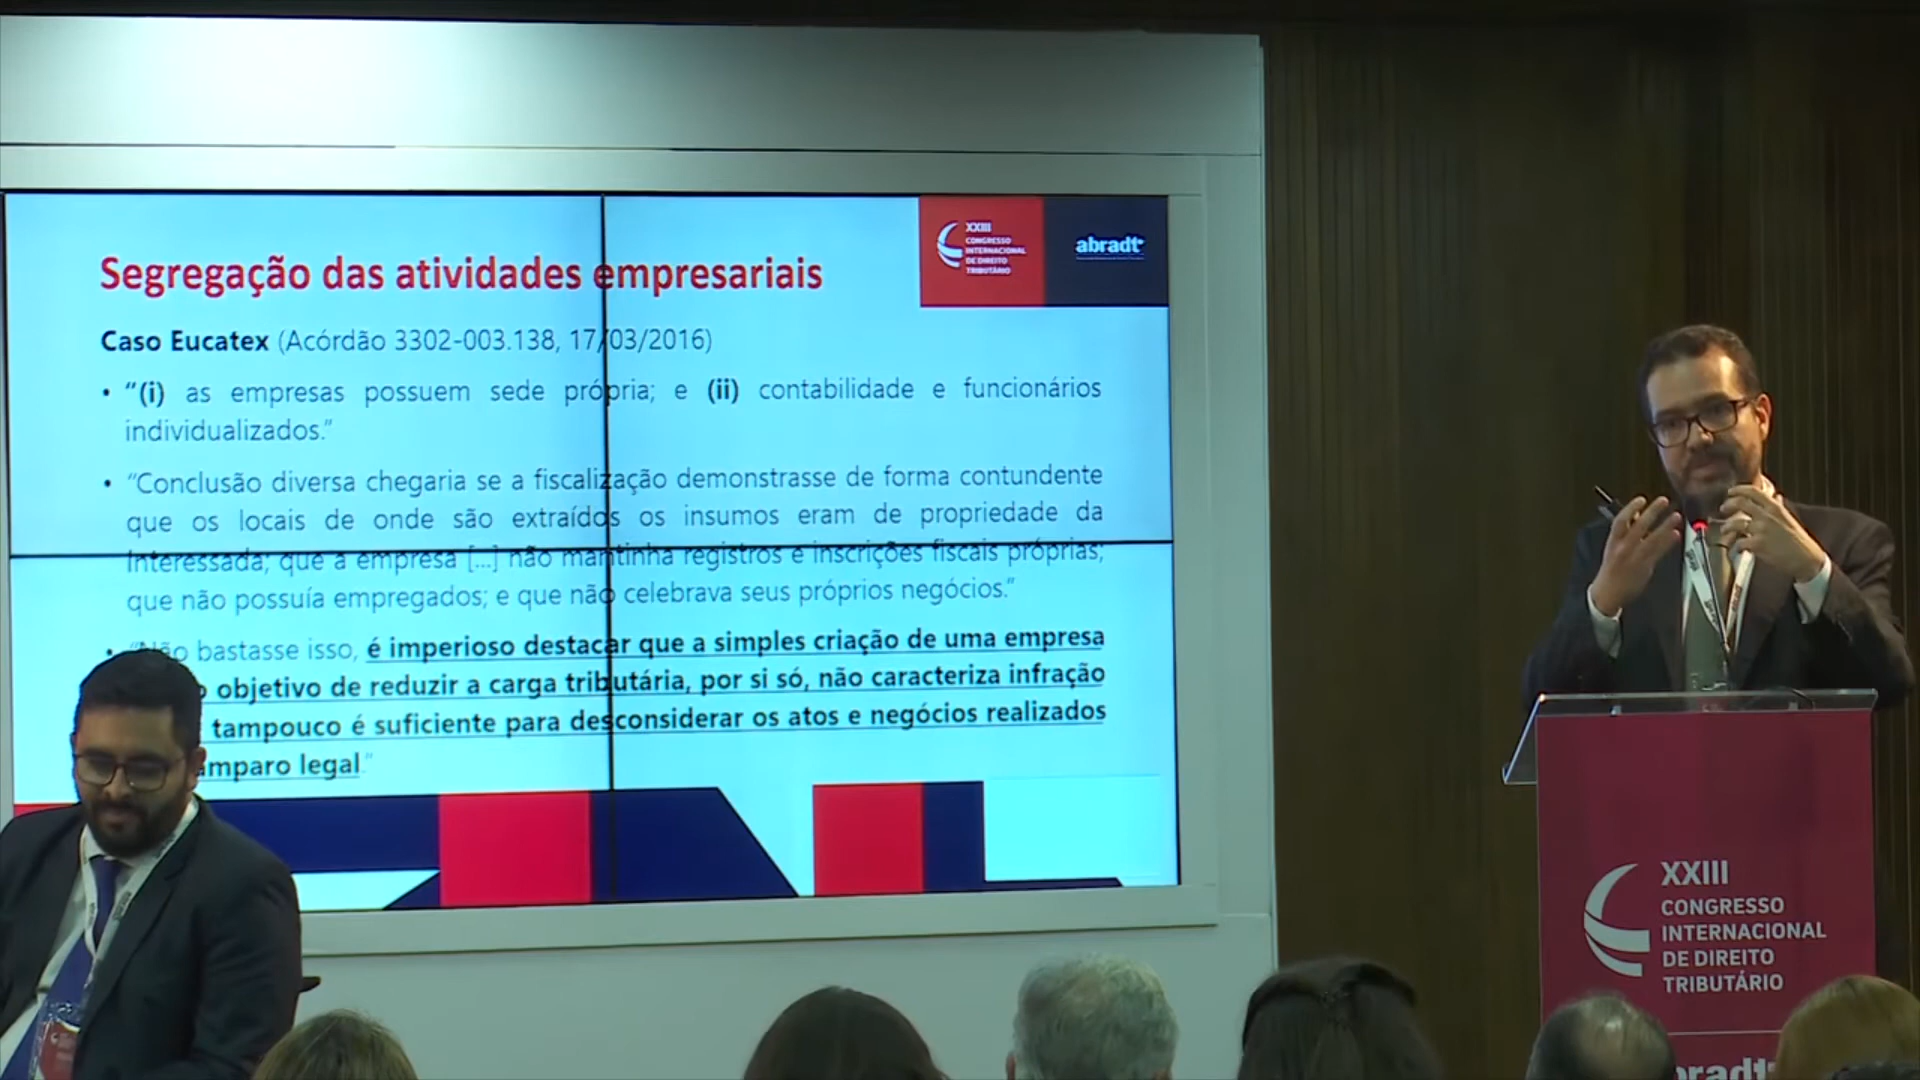 Segregação das atividades empresariais
XXIII
CONGRESSO
INTERNACIONAL
DE DIREITO
TRIBUTÁRIO
abradt
Caso Eucatex (Acórdão 3302-003.138, 17/03/2016)
• “(i) as empresas possuem sede própria; e (ii) contabilidade e funcionários
individualizados.”
• “Conclusão diversa chegaria se a fiscalização demonstrasse de forma contundente
que os locais de onde são extraídos os insumos eram de propriedade da
Interessada; que a empresa [...] não mantinha registros e inscrições fiscais próprias;
que não possuía empregados; e que não celebrava seus próprios negócios.”
• “Não bastasse isso, é imperioso destacar que a simples criação de uma empresa
objetivo de reduzir a carga tributária, por si só, não caracteriza infração
tampouco é suficiente para desconsiderar os atos e negócios realizados
amparo legal.”
XXIII
CONGRESSO
INTERNACIONAL
DE DIREITO
TRIBUTÁRIO